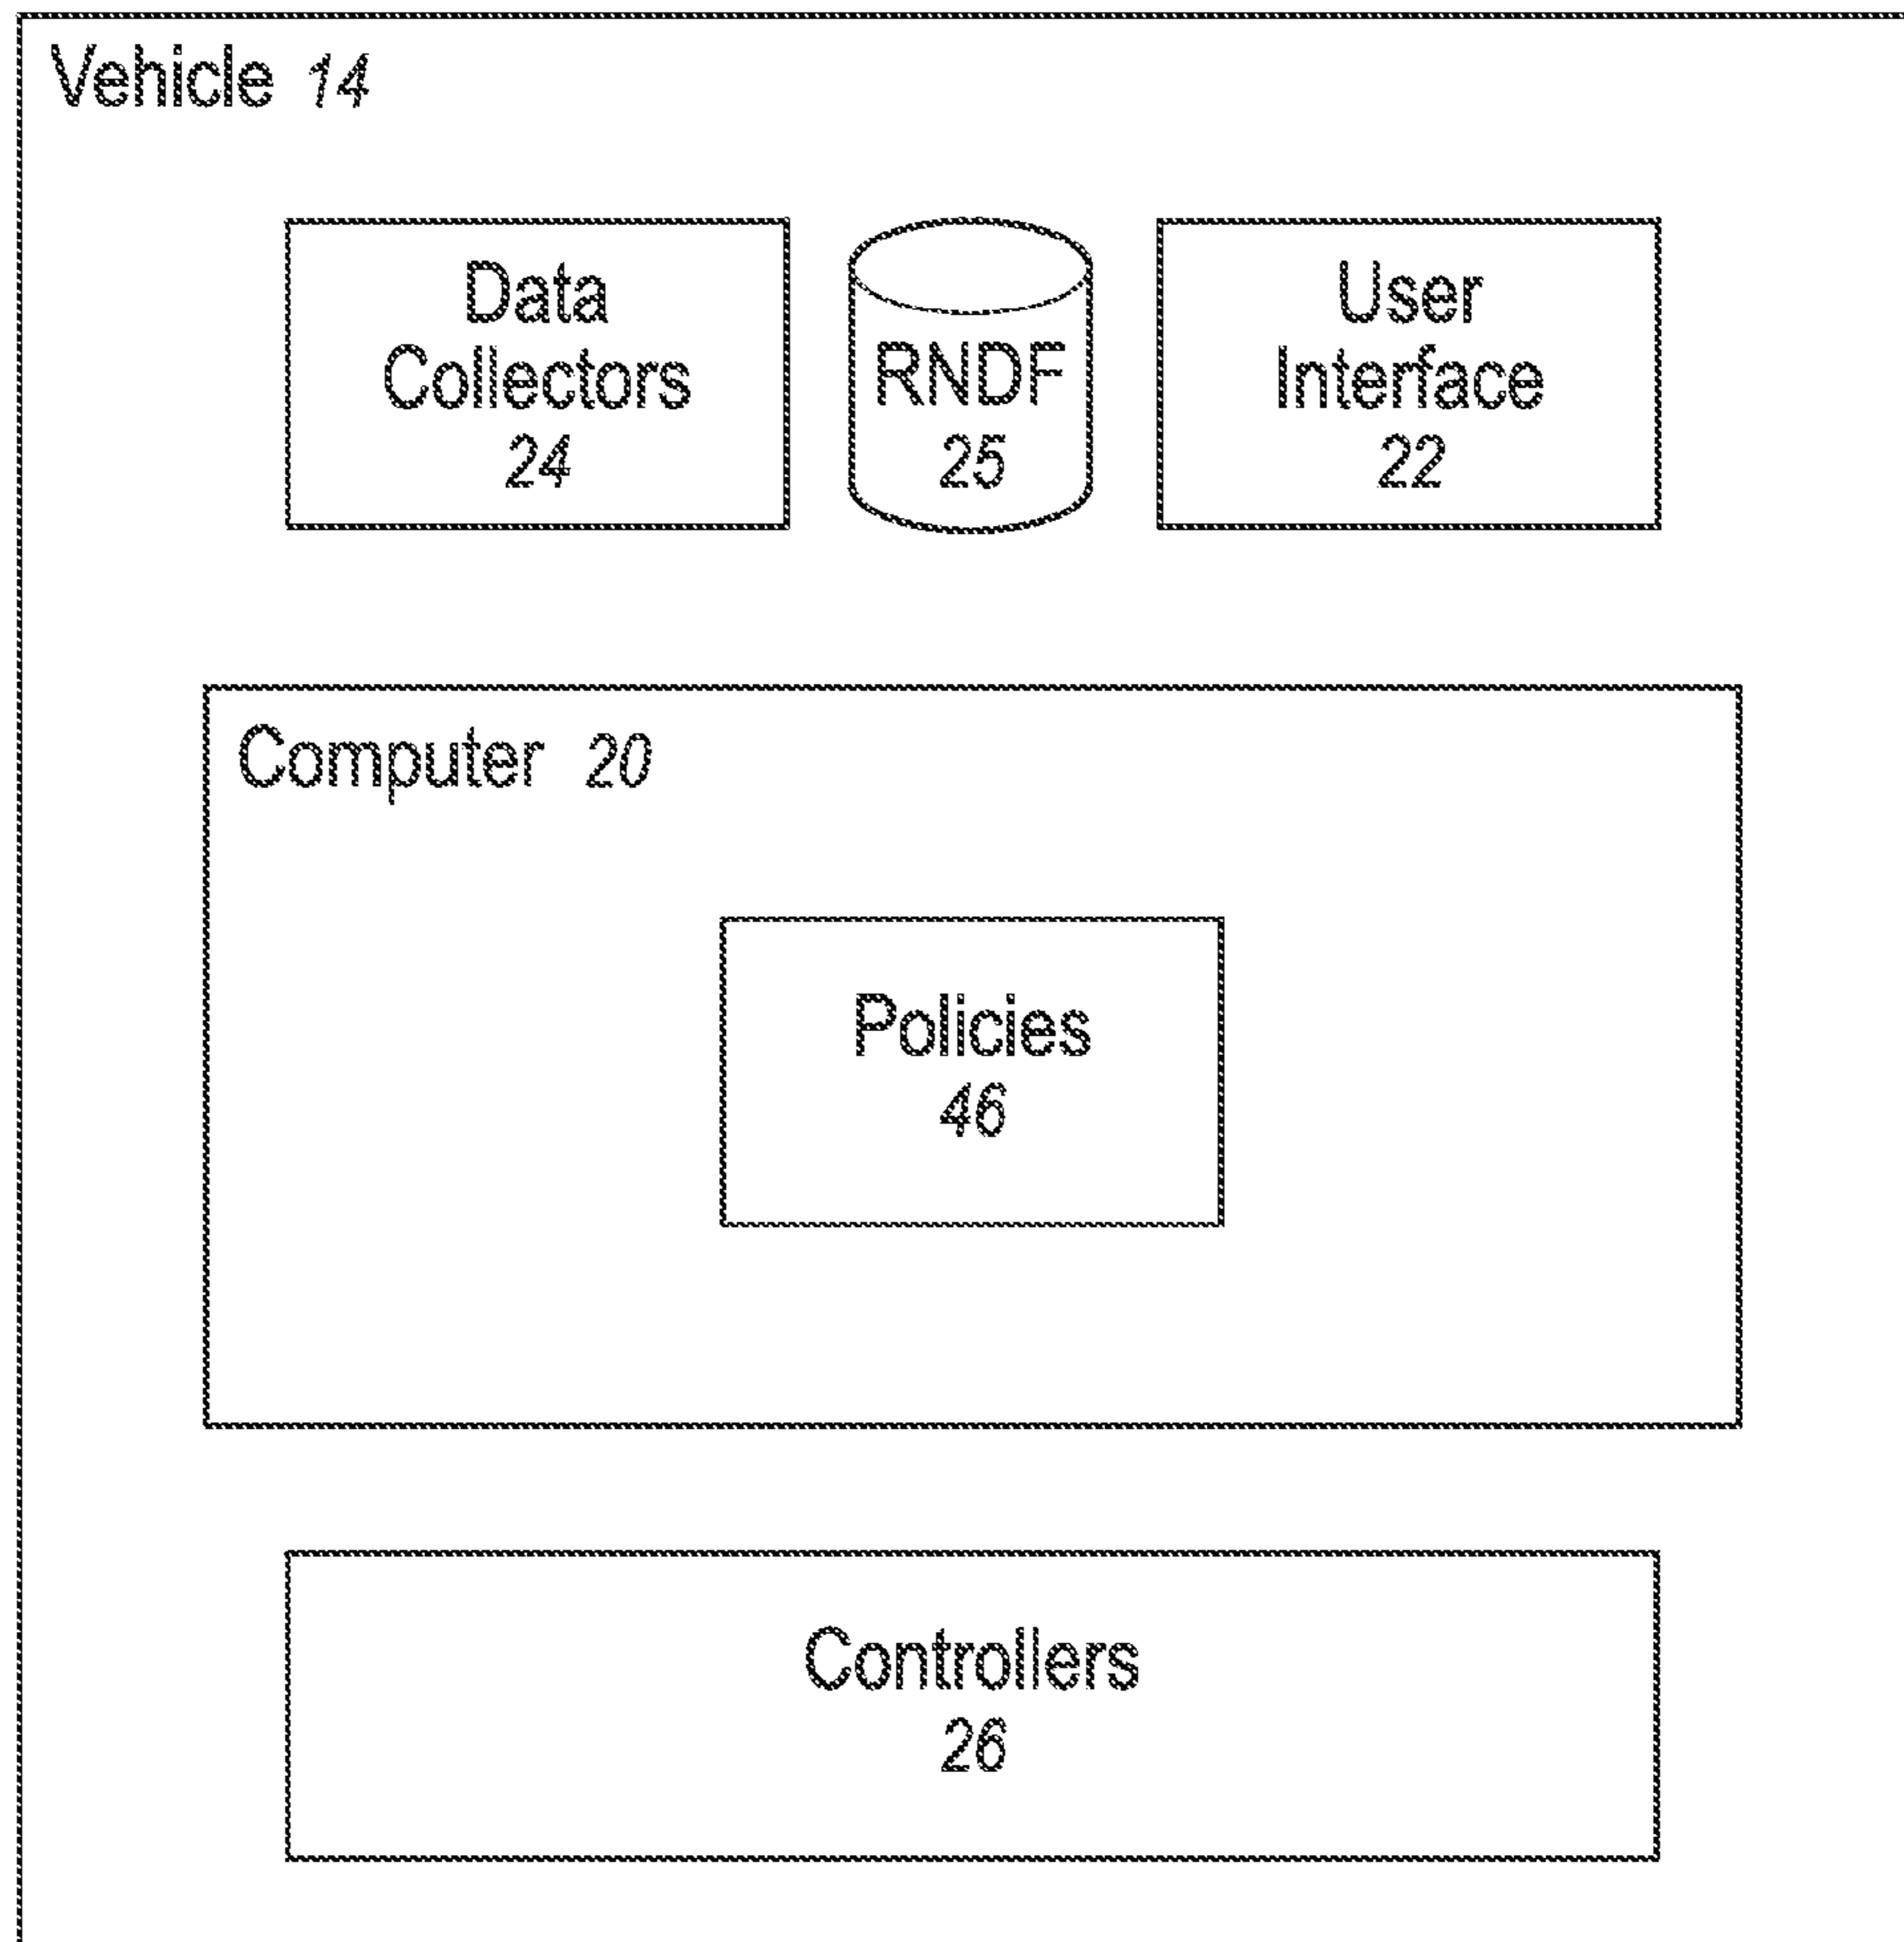 Vehicle 14
Data
Collectors
24
RNDF
25
User
Interface
22
Computer 20
Policies
46
Controllers
26